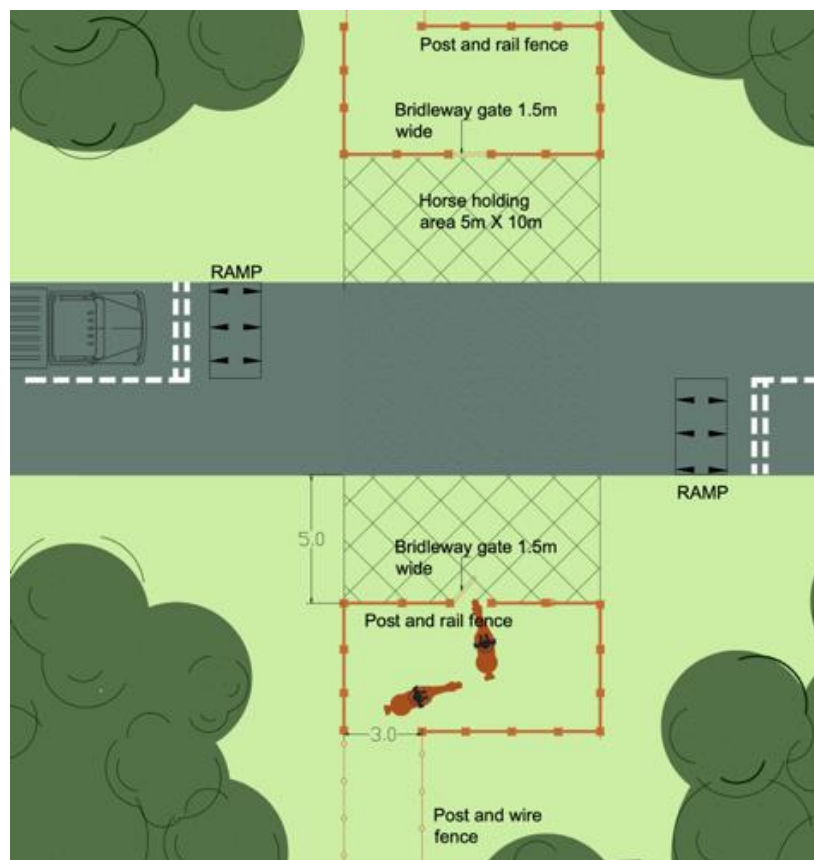 Post and rail fence
Bridleway gate 1.5m
wide
Horse holding
area 5m X 10m
RAMP
RAMP
5.0
Bridleway gate 1.5m
wide
Post and rail fence
3.0
Post and wire
fence